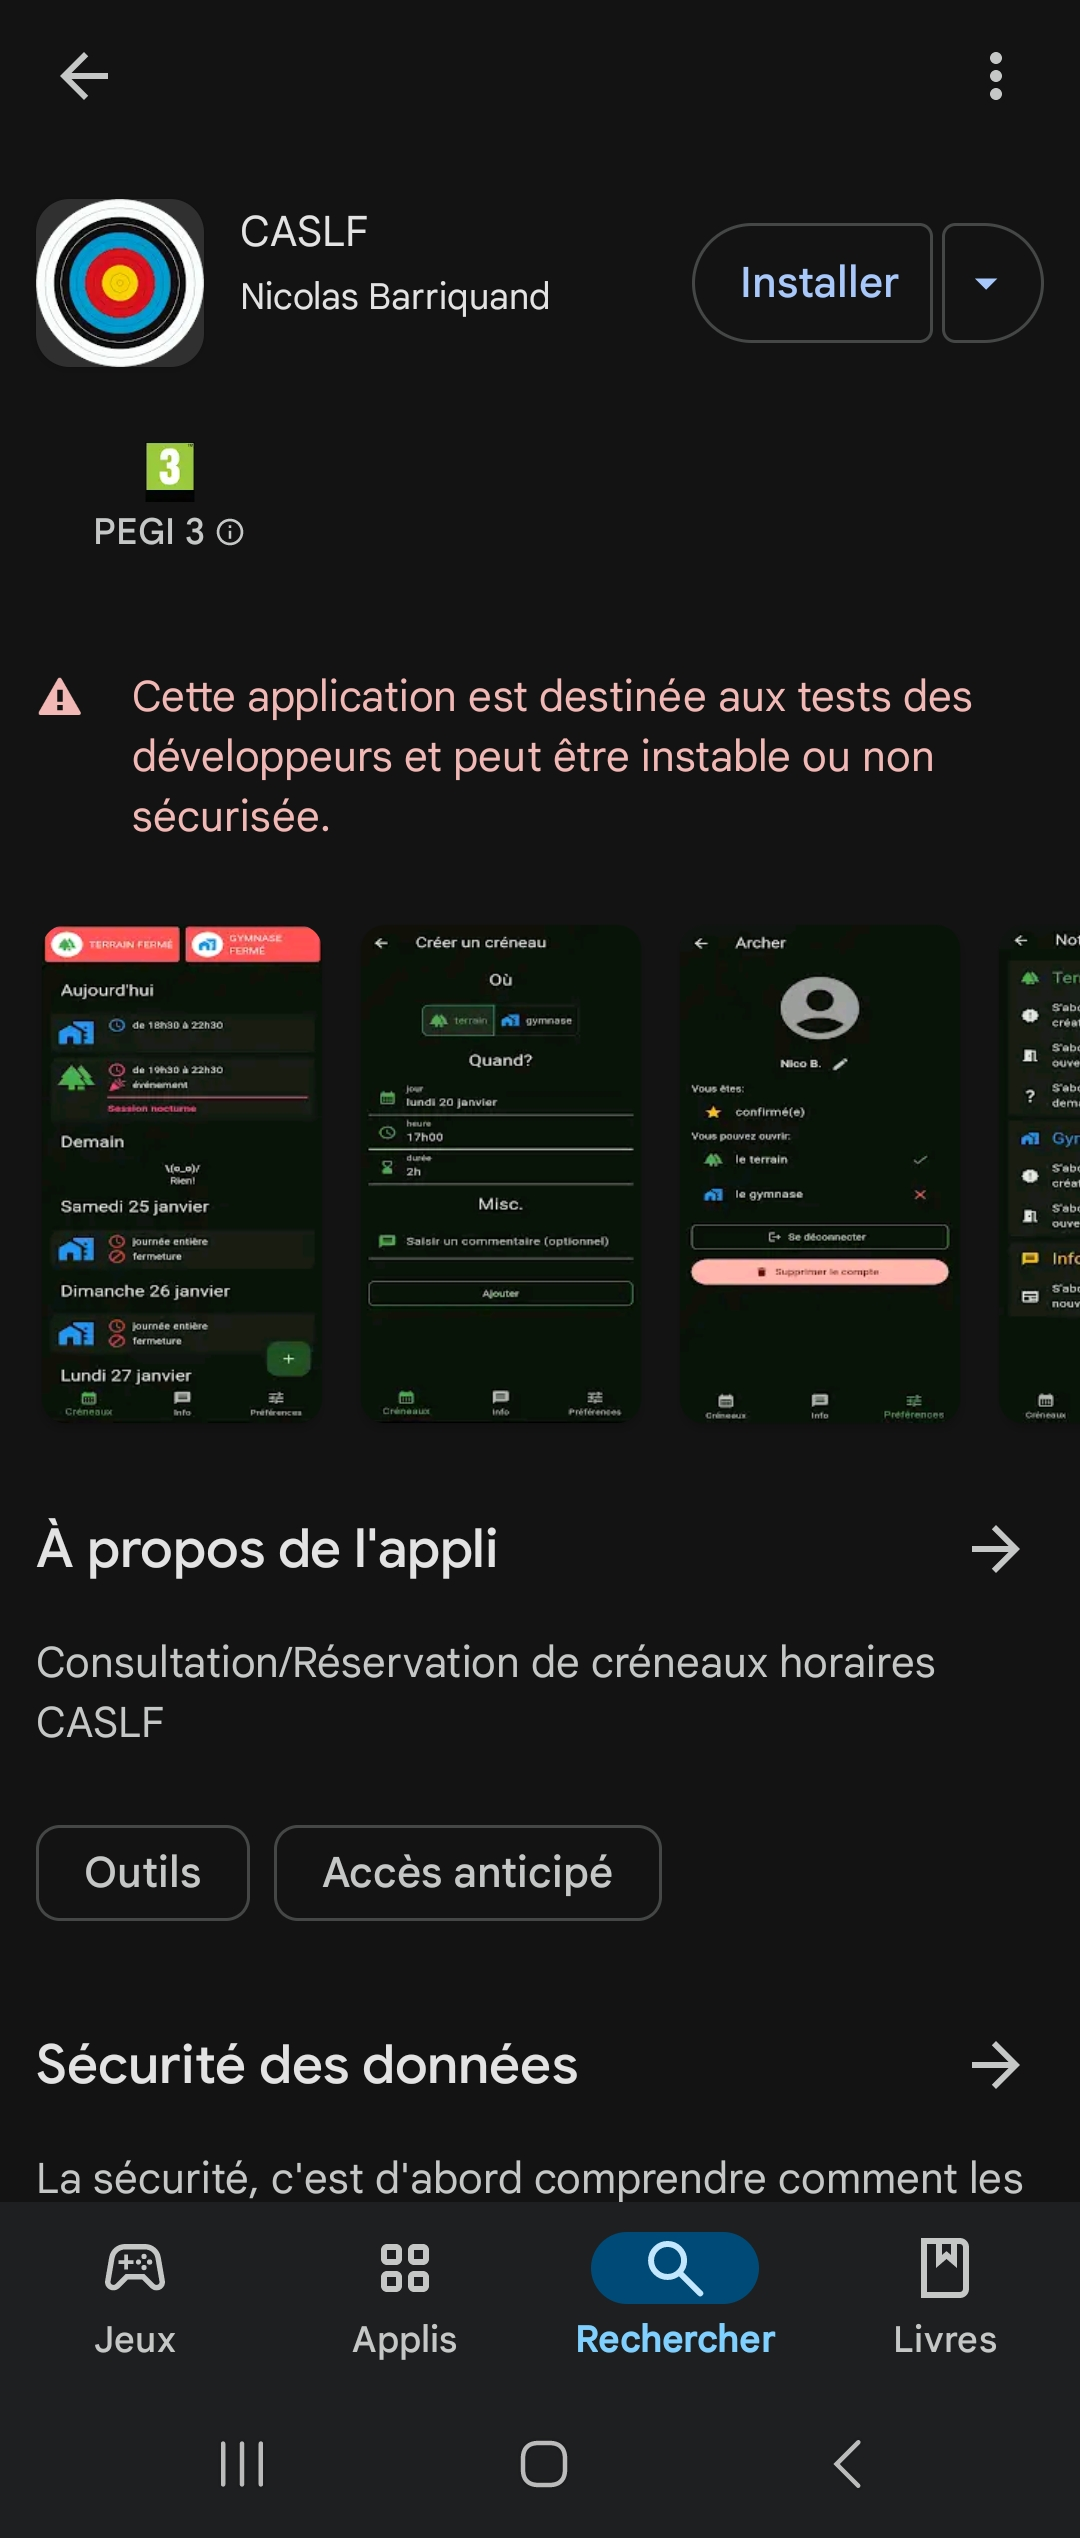 CASLF
Nicolas Barriquand
Installer
3
PEGI 3
Cette application est destinée aux tests des
développeurs et peut être instable ou non
sécurisée.
TERRAIN FERMÉ
GYMNASE
FERMÉ
Aujourd'hui
de 18h30 à 22h30
de 19h30 à 22h30
événement
Session nocturne
Demain
\(o_o)/
Rien!
Samedi 25 janvier
journée entière
fermeture
Dimanche 26 janvier
journée entière
fermeture
Lundi 27 janvier
Créneaux
Info
Préférences
Créer un créneau
Où
terrain
gymnase
Quand?
jour
lundi 20 janvier
heure
17h00
durée
2h
Misc.
Saisir un commentaire (optionnel)
Ajouter
Créneaux
Info
Préférences
Archer
Nico B.
Vous êtes:
confirmé(e)
Vous pouvez ouvrir:
le terrain
le gymnase
Se déconnecter
Supprimer le compte
Créneaux
Info
Préférences
Not
Terr
S'abo
créat
S'abo
ouve
S'abo
dema
Gyn
S'abo
créat
S'abo
ouve
Info
S'abo
nouv
Créneaux
À propos de l'appli
Consultation/Réservation de créneaux horaires
CASLF
Outils
Accès anticipé
Sécurité des données
La sécurité, c'est d'abord comprendre comment les
Jeux
Applis
Rechercher
Livres